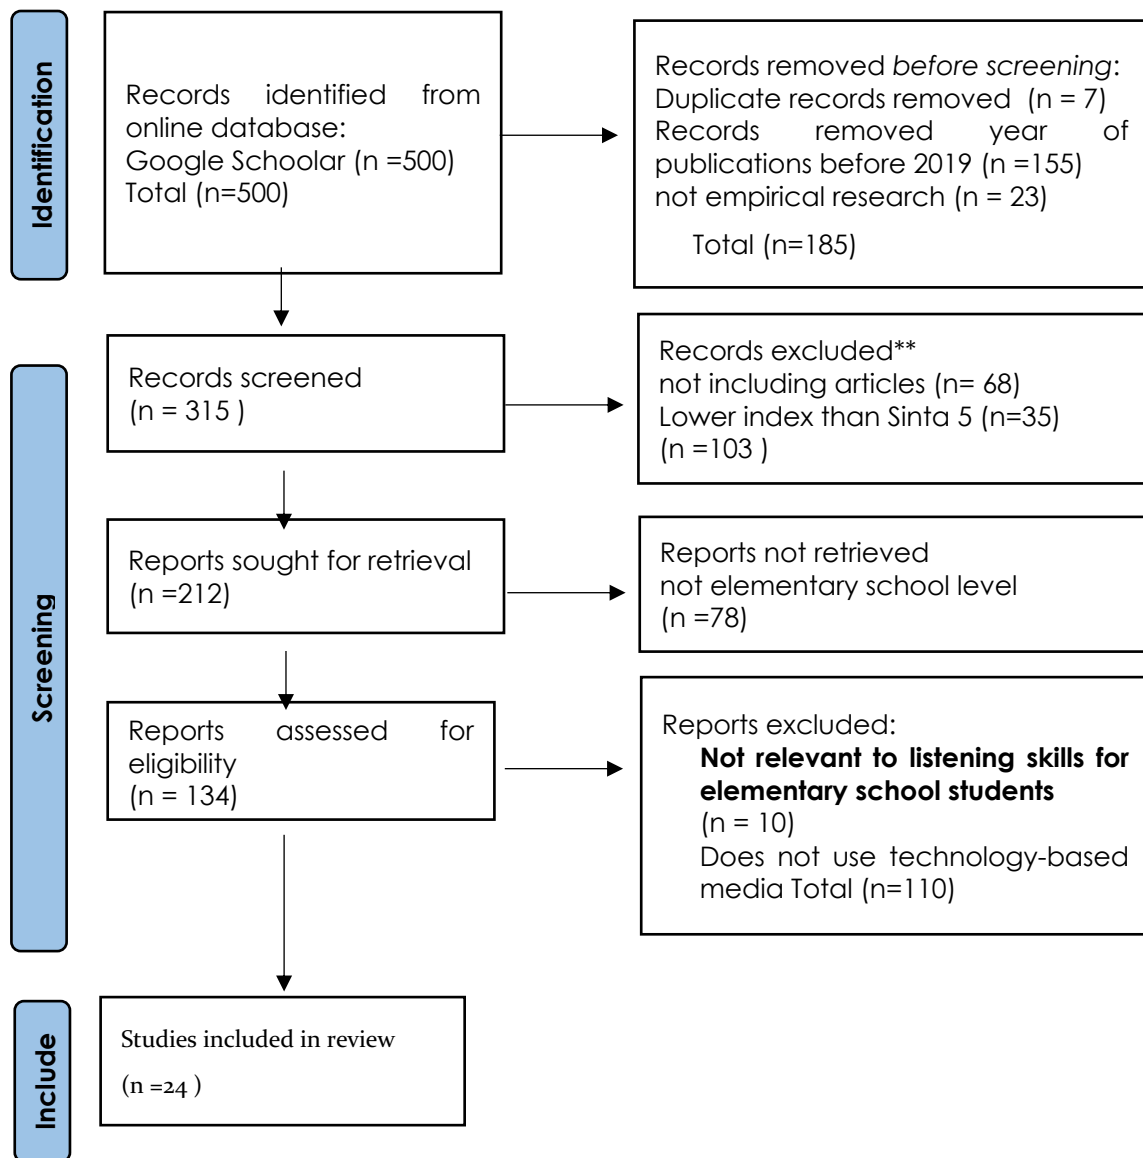 Identification
Records identified from
online database:
Google Schoolar (n =500)
Total (n=500)
Records removed before screening:
Duplicate records removed (n = 7)
Records removed year of
publications before 2019 (n =155)
not empirical research (n = 23)
Total (n=185)
Screening
Records screened
(n = 315 )
Records excluded**
not including articles (n= 68)
Lower index than Sinta 5 (n=35)
(n =103 )
Reports sought for retrieval
(n =212)
Reports not retrieved
not elementary school level
(n =78)
Reports assessed for
eligibility
(n = 134)
Reports excluded:
Not relevant to listening skills for
elementary school students
(n = 10)
Does not use technology-based
media Total (n=110)
Include
Studies included in review
(n =24 )